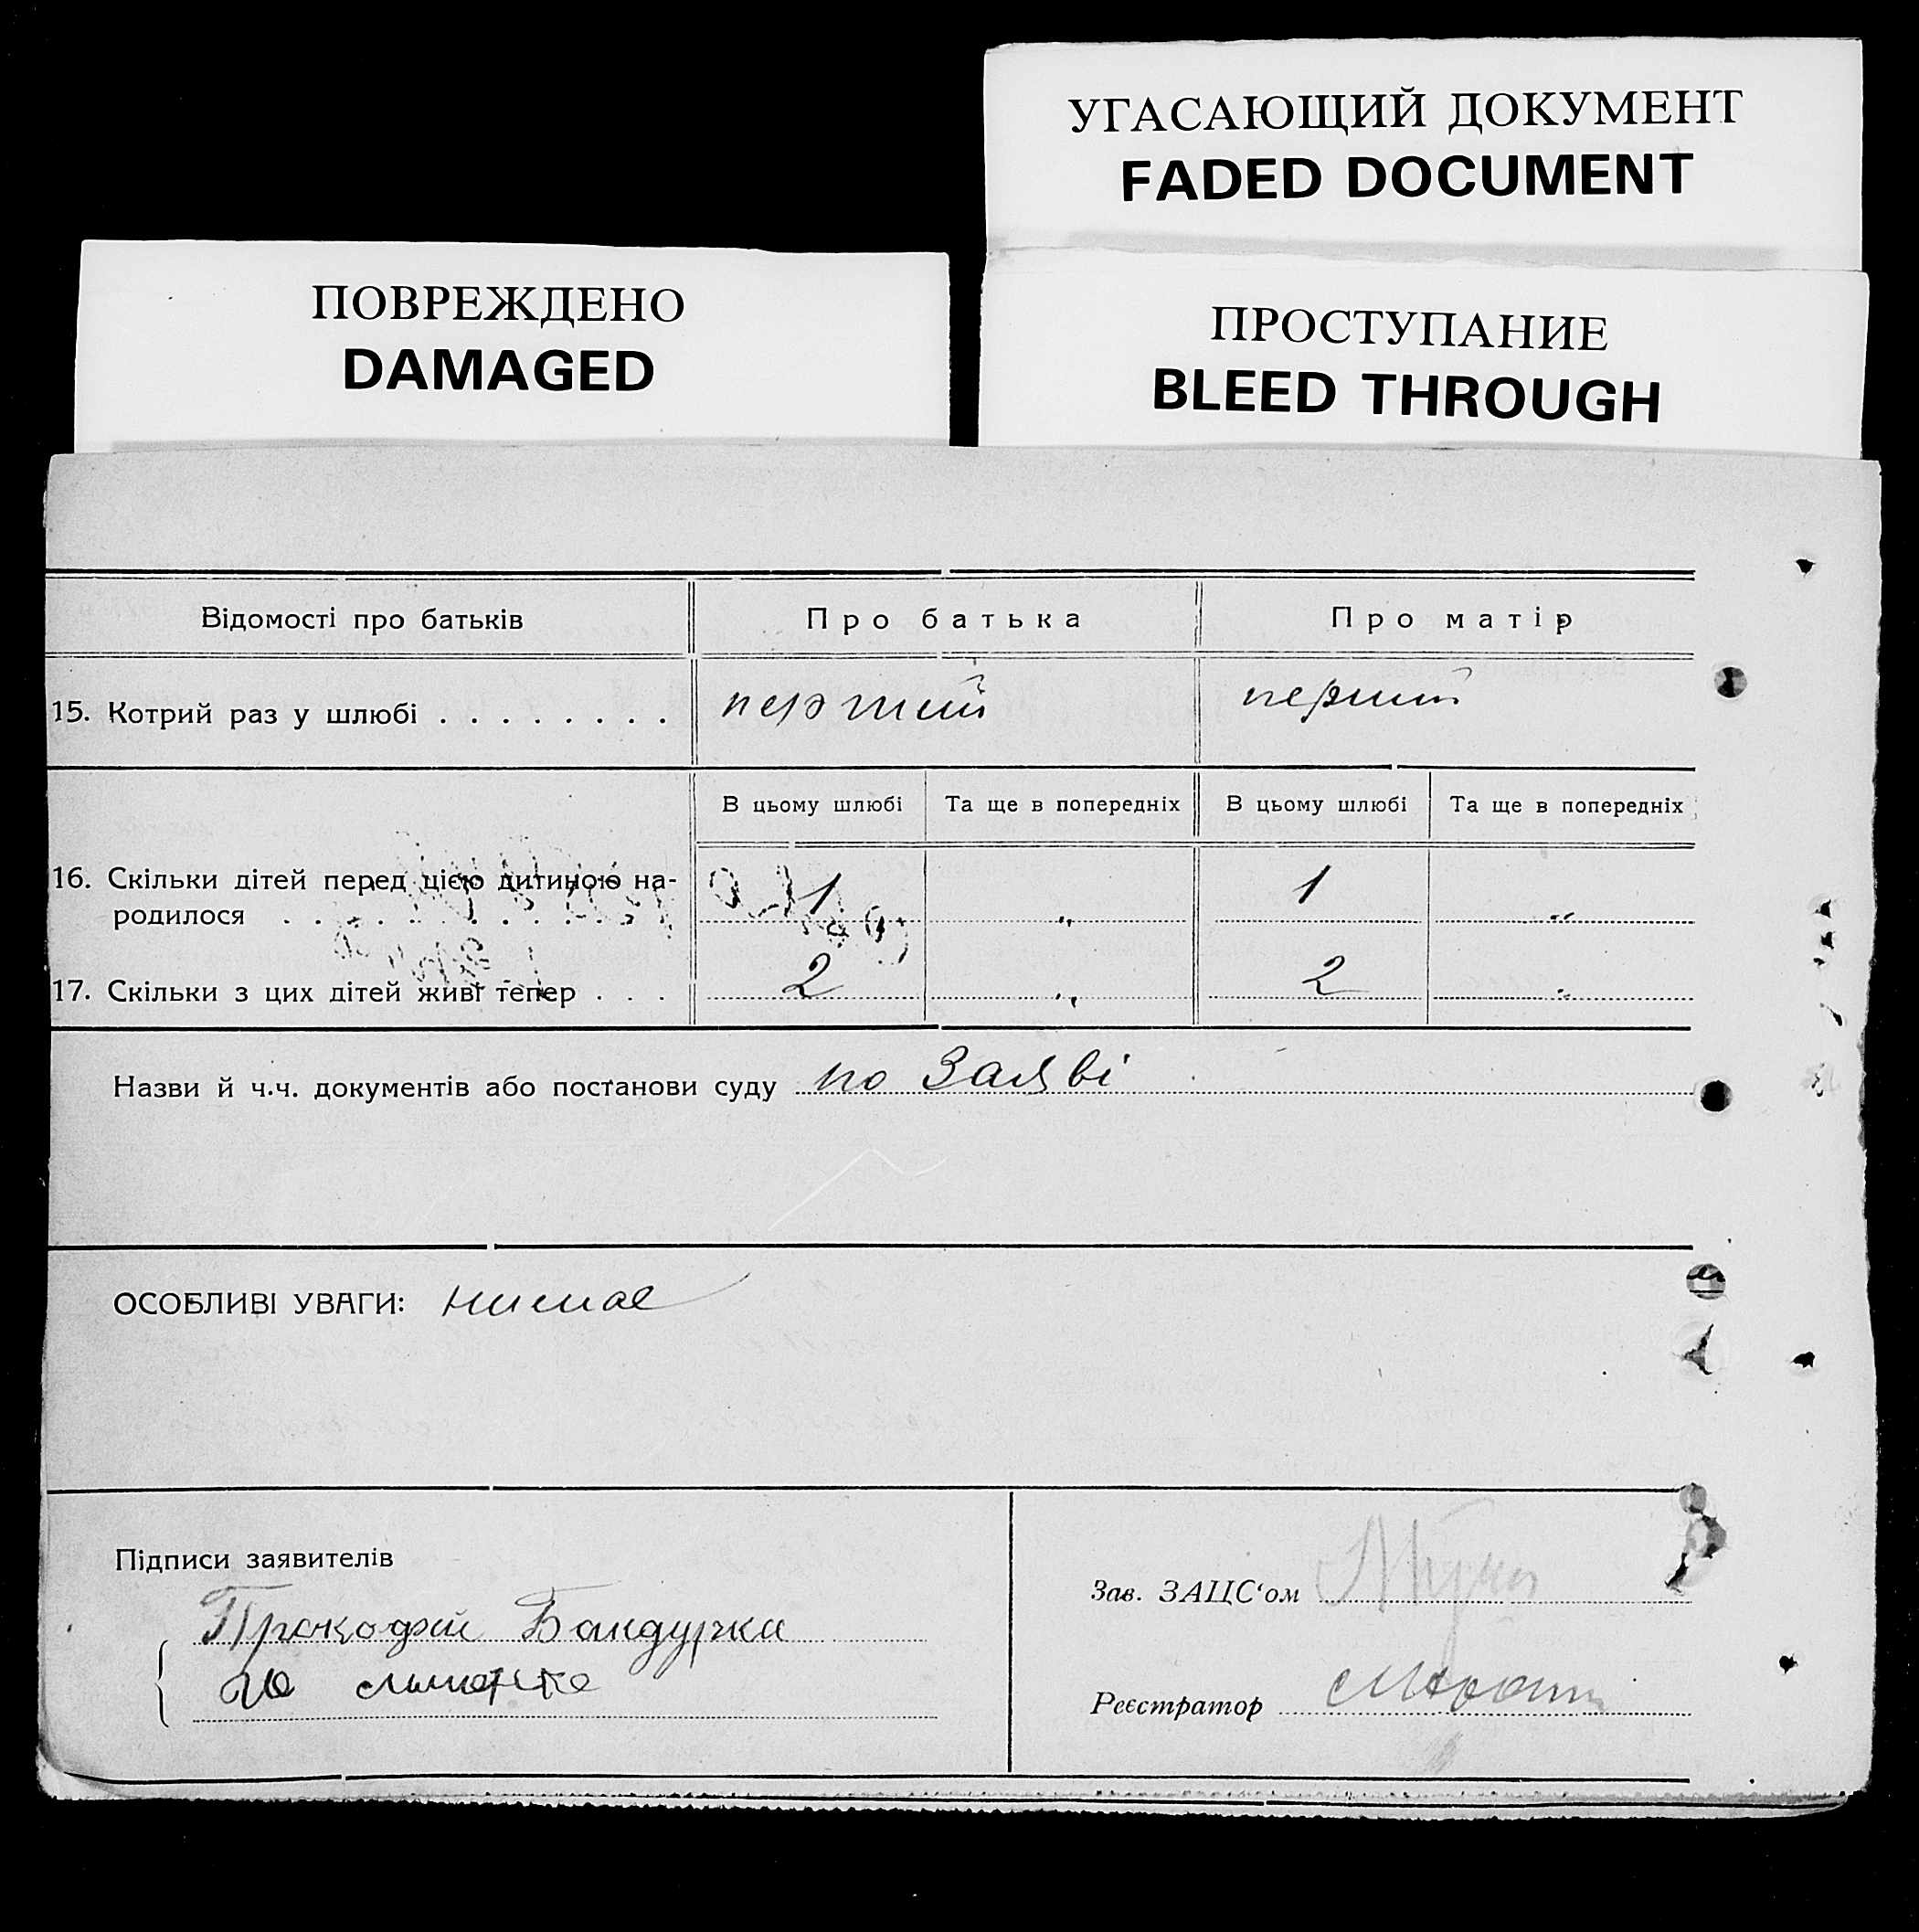 УГАСАЮЩИЙ ДОКУМЕНТ
FADED DOCUMENT
ПОВРЕЖДЕНО
DAMAGED
ПРОСТУПАНИЕ
BLEED THROUGH
Відомості про батьків Про батька Про матір
15. Котрий раз у шлюбі . . . . . . . . перший перший
В цьому шлюбі Та ще в попередніх В цьому шлюбі Та ще в попередніх
16. Скільки дітей перед цією дитиною на-
родилося . . . . . . . . . . . 1 „ 1 „
17. Скільки з цих дітей живі тепер . . . 2 „ 2 „
Назви й ч.ч. документів або постанови суду по Заяві
ОСОБЛИВІ УВАГИ: нимае
Підписи заявителів
Зав. ЗАЦС‘ом
Прокофій Бандурка
Реєстратор